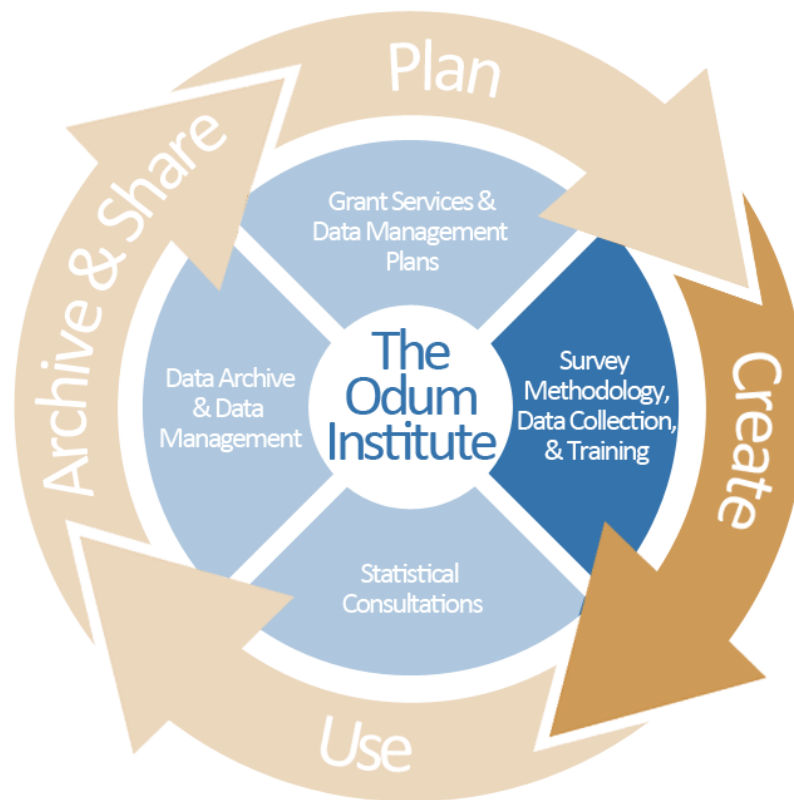 Plan
Grant Services &
Data Management
Plans
Archive & Share
Data Archive
& Data
Management
The
Odum
Institute
Survey
Methodology,
Data Collection,
& Training
Create
Statistical
Consultations
Use